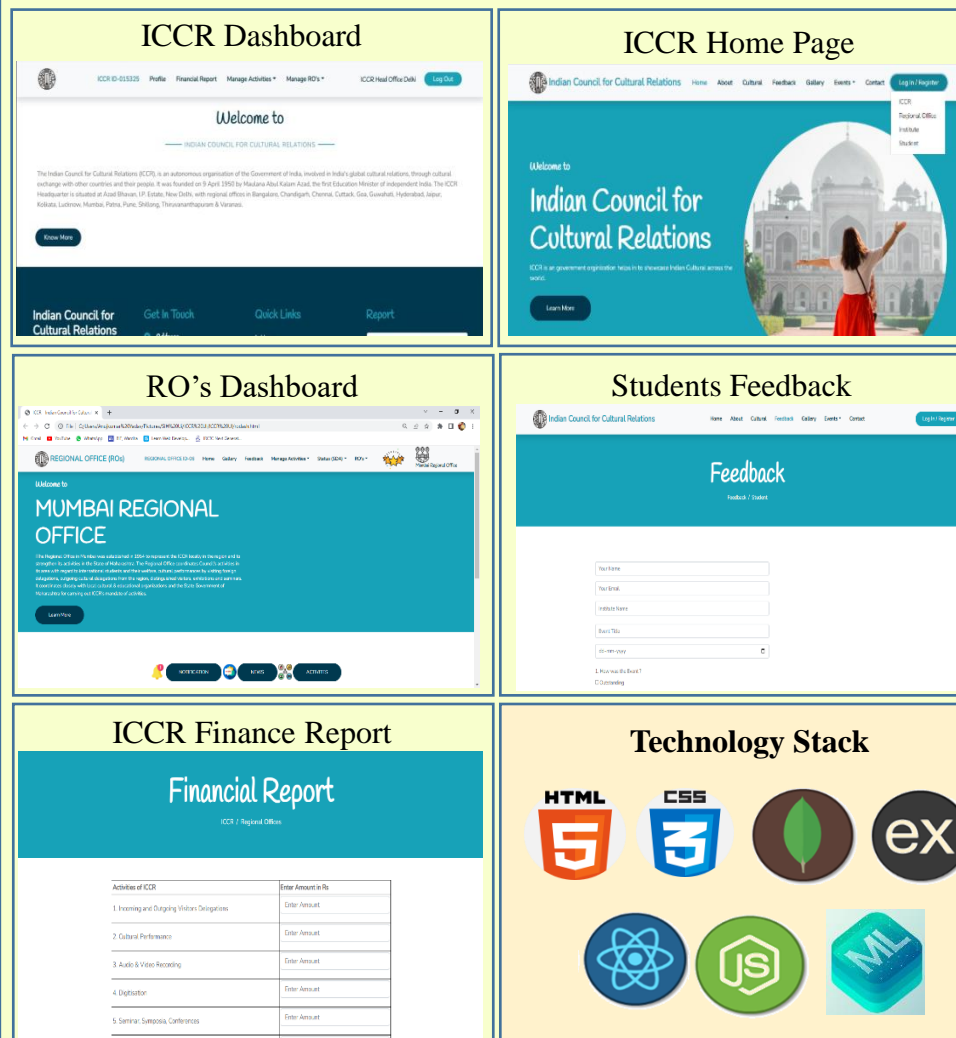 ICCR Dashboard
ICCR ID-015325 Profile Financial Report Manage Activities Manage RO's ICCR Head Office Delhi Log Out
Welcome to
INDIAN COUNCIL FOR CULTURAL RELATIONS
The Indian Council for Cultural Relations (ICCR), is an autonomous organisation of the Government of India, involved in India's global cultural relations, through cultural
exchange with other countries and their people. It was founded on 9 April 1950 by Maulana Abul Kalam Azad, the first Education Minister of independent India. The ICCR
Headquarter is situated at Azad Bhavan, I.P. Estate, New Delhi, with regional offices in Bangalore, Chandigarh, Chennai, Cuttack, Goa, Guwahati, Hyderabad, Jaipur,
Kolkata, Lucknow, Mumbai, Patna, Pune, Shillong, Thiruvananthapuram & Varanasi.
Know More
Indian Council for
Cultural Relations
Get In Touch
Quick Links
Report
ICCR Home Page
Indian Council for Cultural Relations Home About Cultural Feedback Gallery Events Contact Log In / Register
ICCR
Regional Office
Institute
Student
Welcome to
Indian Council for
Cultural Relations
ICCR is an government orginisation helps in to showcase Indian Cultural across the
world.
Learn More
RO's Dashboard
REGIONAL OFFICE (ROs) Home Gallery Feedback Manage Activities RO's Mumbai Regional Office
Welcome to
MUMBAI REGIONAL
OFFICE
Learn More
NOTIFICATION NEWS ACTIVITES
Students Feedback
Indian Council for Cultural Relations Home About Cultural Feedback Gallery Events Contact Log In / Register
Feedback
Feedback / Student
Your Name
Your Email
Institute Name
Event Title
dd-mm-yyyy
1. How was the Event ?
Outstanding
ICCR Finance Report
Financial Report
ICCR / Regional Offices
Activities of ICCR Enter Amount in Rs
1. Incoming and Outgoing Visitors Delegations Enter Amount
2. Cultural Performance Enter Amount
3. Audio & Video Recording Enter Amount
4. Digitisation Enter Amount
5. Seminar, Symposia, Conferences Enter Amount
Technology Stack
HTML
5
CSS
3
ex
JS
ML